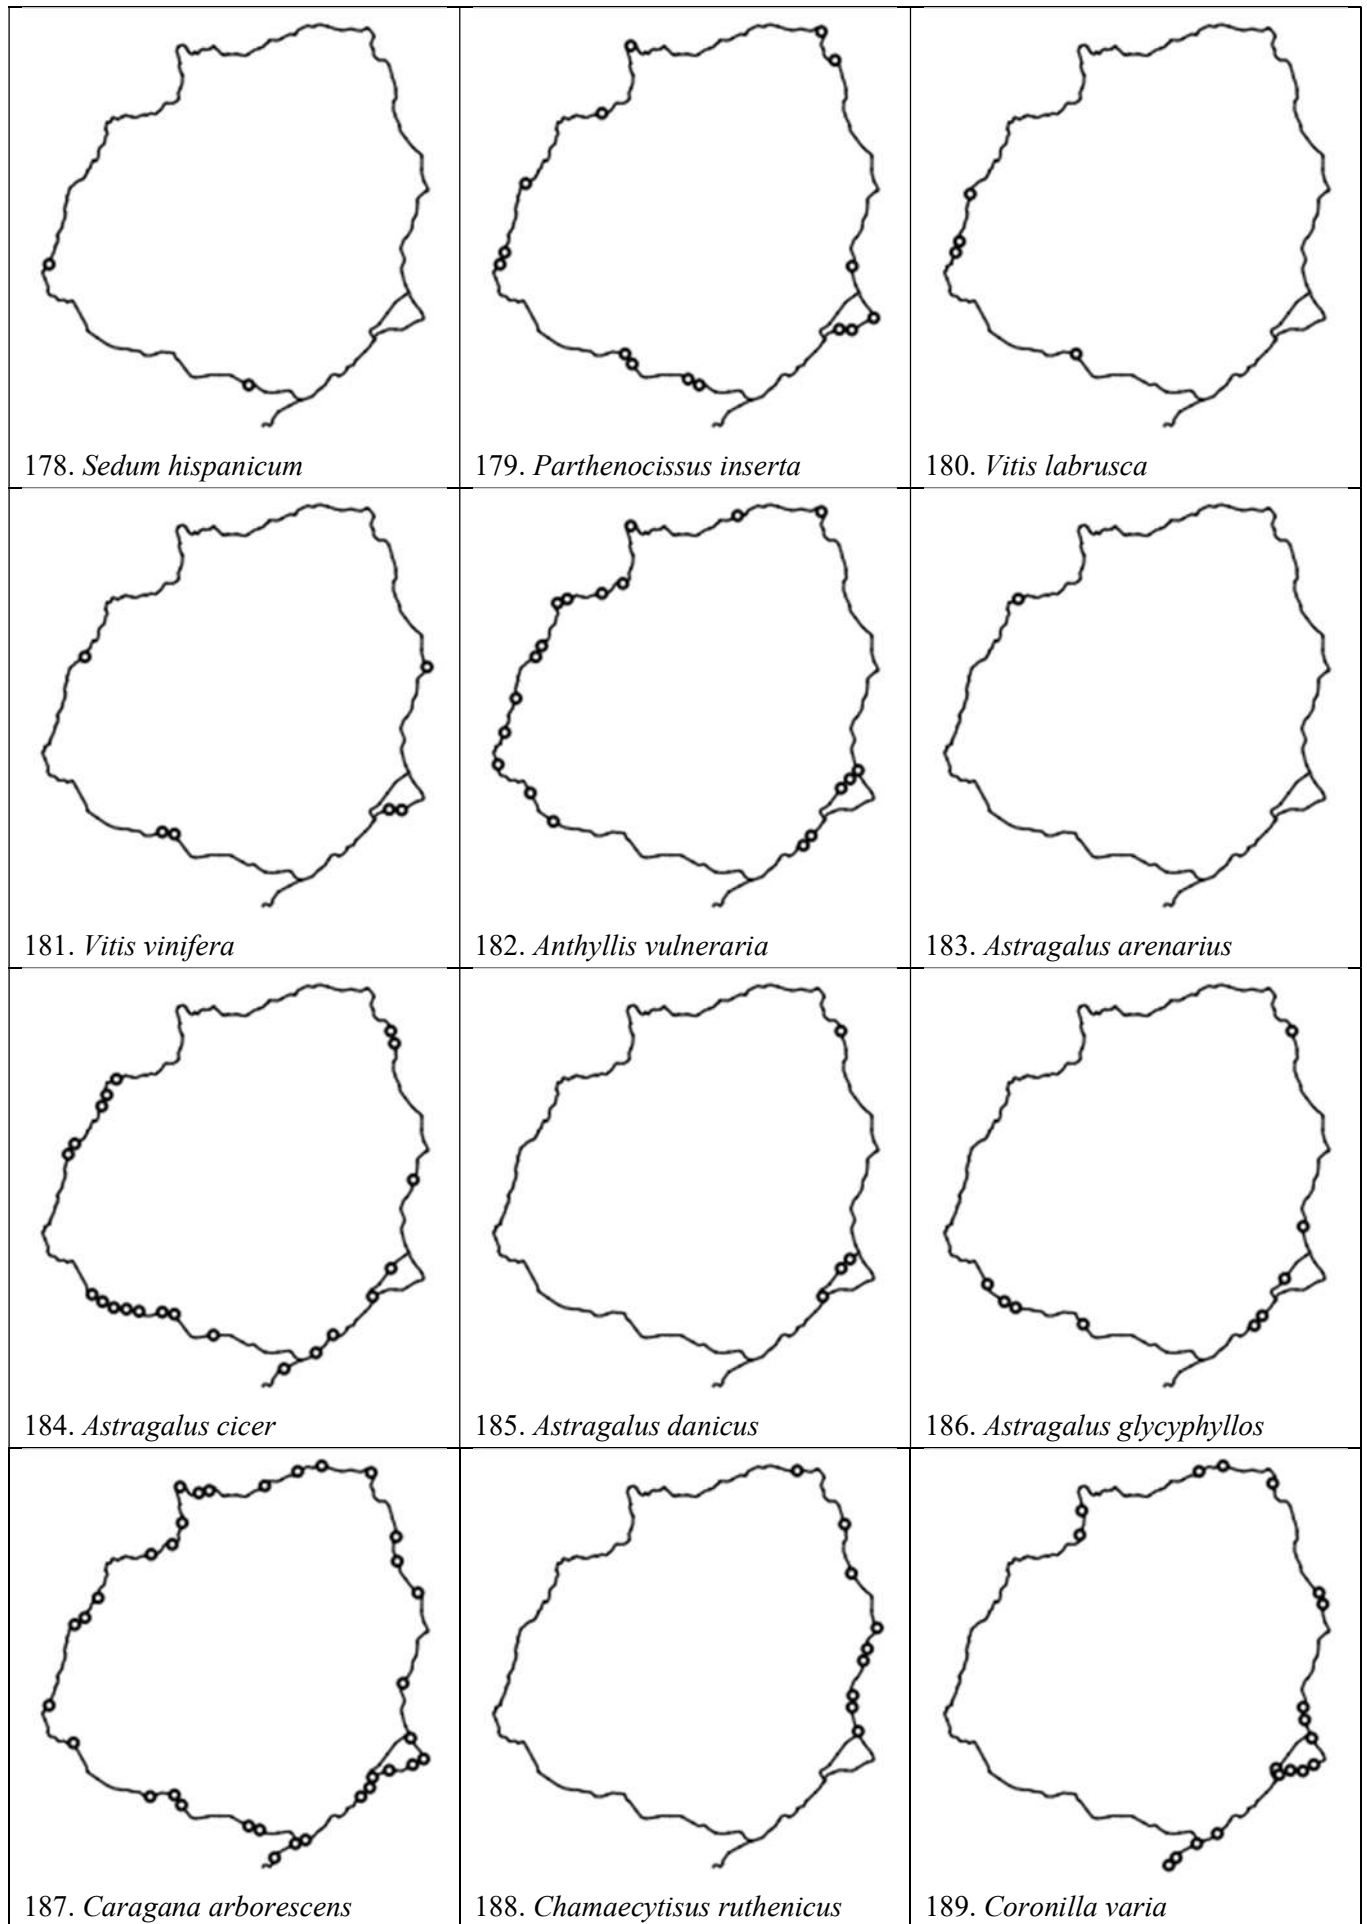 178. Sedum hispanicum
179. Parthenocissus inserta
180. Vitis labrusca
181. Vitis vinifera
182. Anthyllis vulneraria
183. Astragalus arenarius
184. Astragalus cicer
185. Astragalus danicus
186. Astragalus glycyphyllos
187. Caragana arborescens
188. Chamaecytisus ruthenicus
189. Coronilla varia